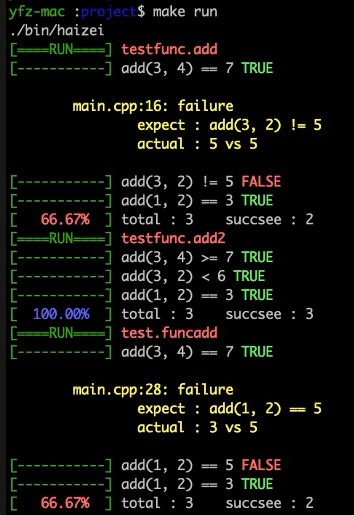 yfz-mac :project$ make run
./bin/haizei
[====RUN====] testfunc.add
[-----------] add(3, 4) == 7 TRUE
main.cpp:16: failure
expect : add(3, 2) != 5
actual : 5 vs 5
[-----------] add(3, 2) != 5 FALSE
[-----------] add(1, 2) == 3 TRUE
[  66.67%  ] total : 3   succsee : 2
[====RUN====] testfunc.add2
[-----------] add(3, 4) >= 7 TRUE
[-----------] add(3, 2) < 6 TRUE
[-----------] add(1, 2) == 3 TRUE
[  100.00%  ] total : 3   succsee : 3
[====RUN====] test.funcadd
[-----------] add(3, 4) == 7 TRUE
main.cpp:28: failure
expect : add(1, 2) == 5
actual : 3 vs 5
[-----------] add(1, 2) == 5 FALSE
[-----------] add(1, 2) == 3 TRUE
[  66.67%  ] total : 3   succsee : 2